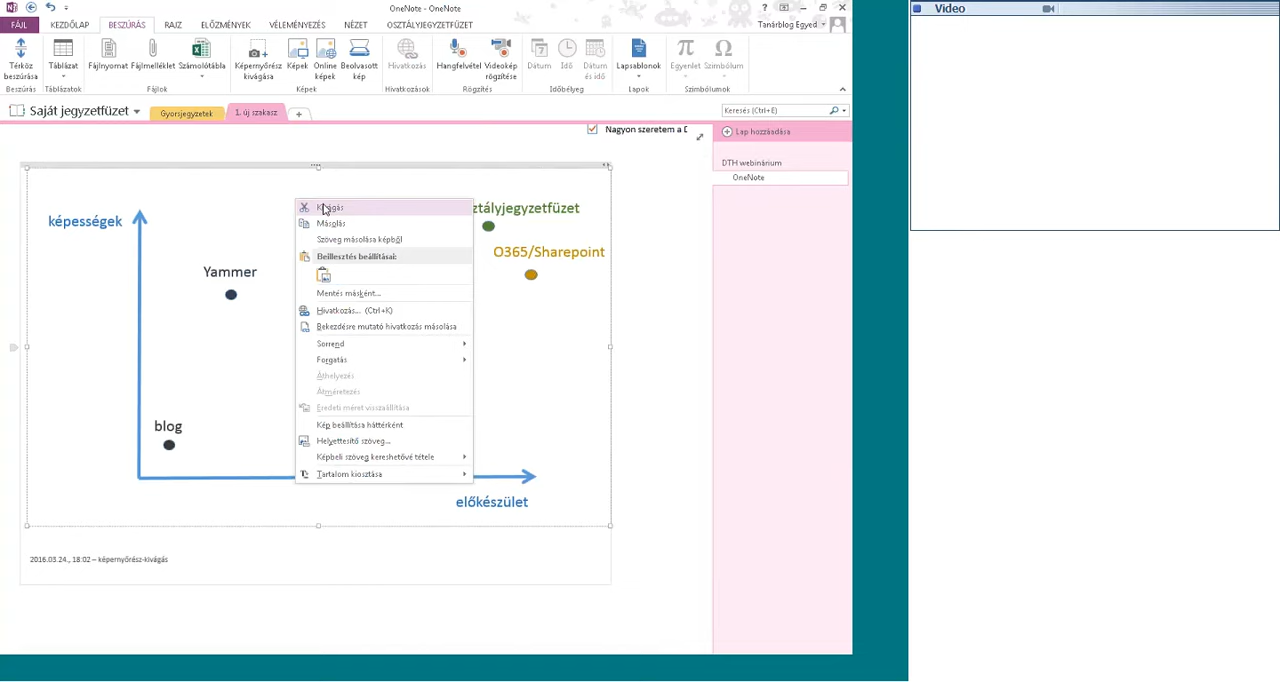 OneNote - OneNote
Video
FÁJL KEZDŐLAP BESZÚRÁS RAJZ ELŐZMÉNYEK VÉLEMÉNYEZÉS NÉZET OSZTÁLYJEGYZETFÜZET
Tanárblog Egyed
Térköz beszúrása
Táblázat
Fájlnyomat
Fájlmelléklet
Számolótábla
Képernyőrész kivágása
Képek
Online képek
Beolvasott kép
Hivatkozás
Hangfelvétel
Videokép rögzítése
Dátum
Idő
Dátum és idő
Lapsablonok
Egyenlet
Szimbólum
Beszúrás Táblázatok Fájlok Képek Hivatkozások Rögzítés Időbélyeg Lapok Szimbólumok
Saját jegyzetfüzet
Gyorsjegyzetek
1. új szakasz
Keresés (Ctrl+E)
Nagyon szeretem a
Lap hozzáadása
DTH webinárium
OneNote
képességek
Yammer
blog
ztályjegyzetfüzet
O365/Sharepoint
előkészület
Másolás
Szöveg másolása képből
Beillesztés beállításai:
Mentés másként...
Hivatkozás... (Ctrl+K)
Bekezdésre mutató hivatkozás másolása
Sorrend
Forgatás
Áthelyezés
Átméretezés
Eredeti méret visszaállítása
Kép beállítása háttérként
Helyettesítő szöveg...
Képbeli szöveg kereshetővé tétele
Tartalom kiosztása
2016.03.24., 18:02 – képernyőrész-kivágás